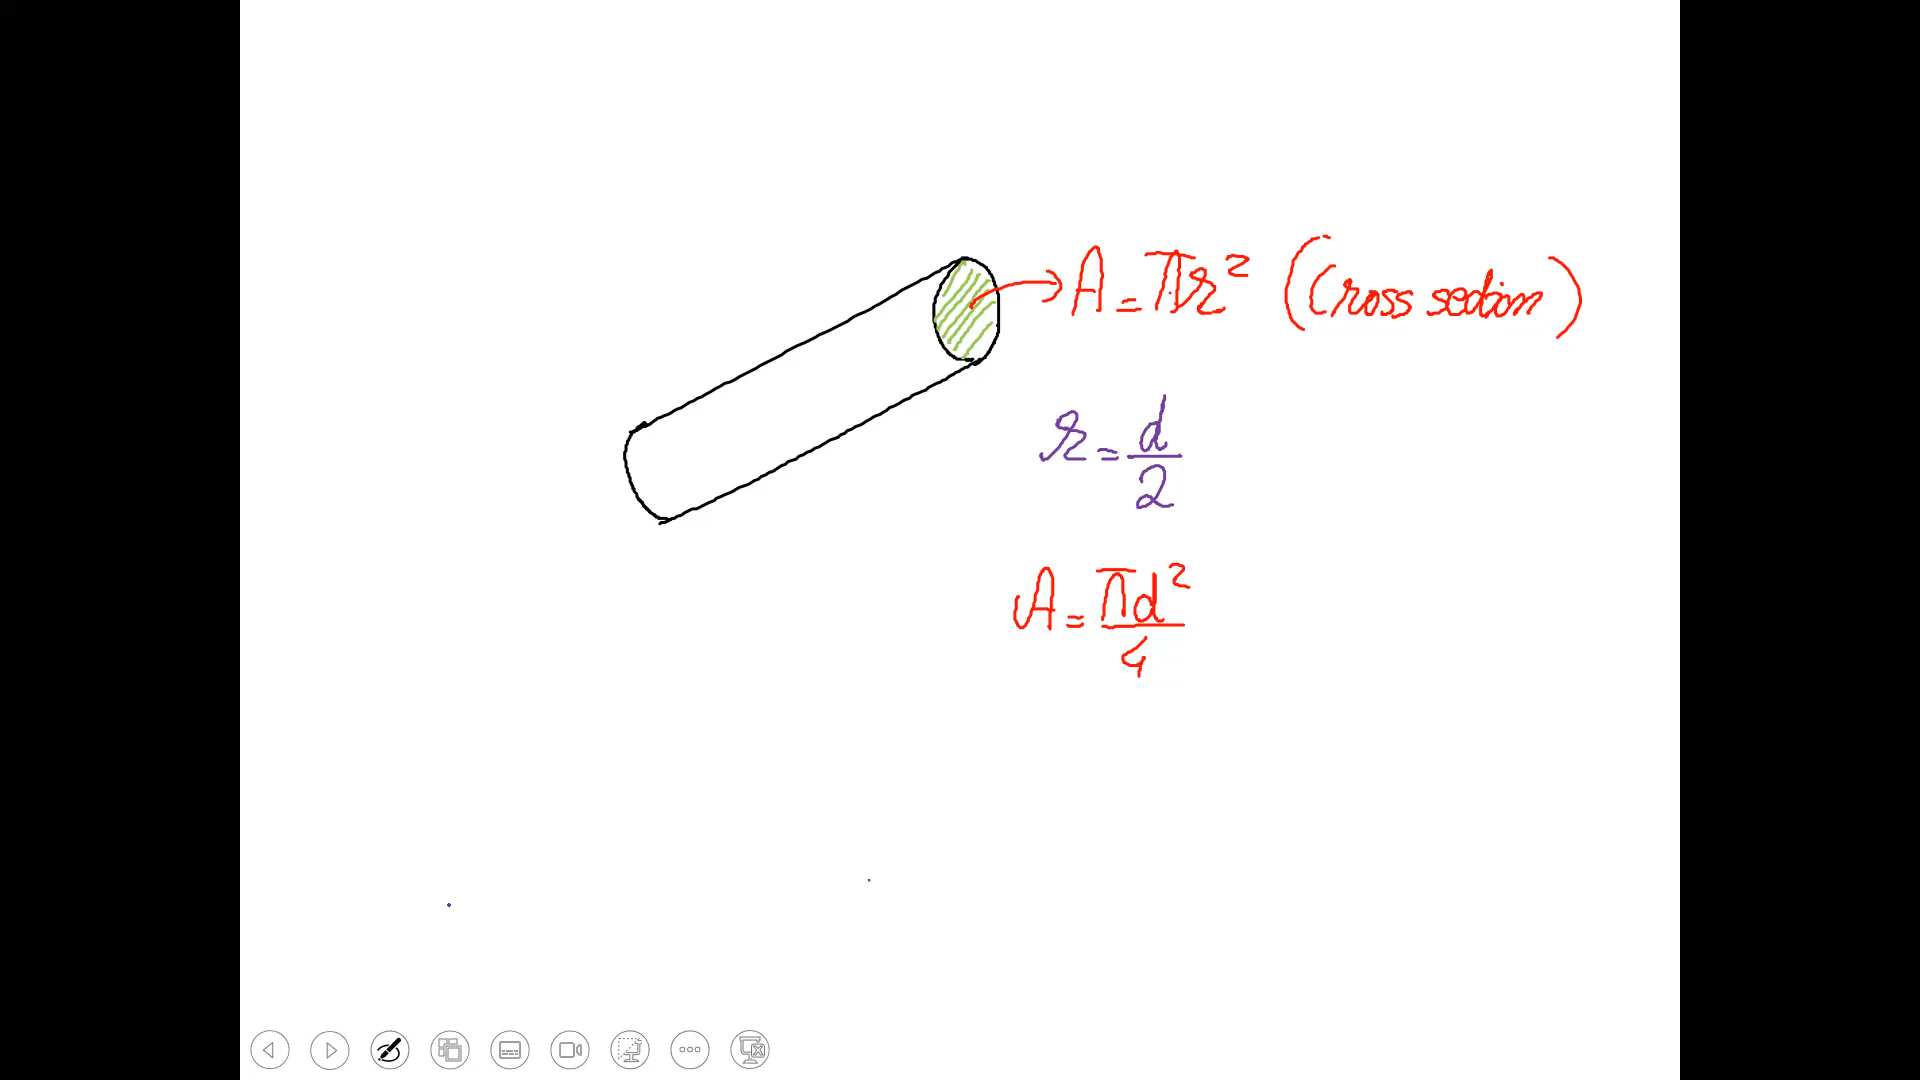 A = πr² (Cross section)
r = d/2
A = πd²/4